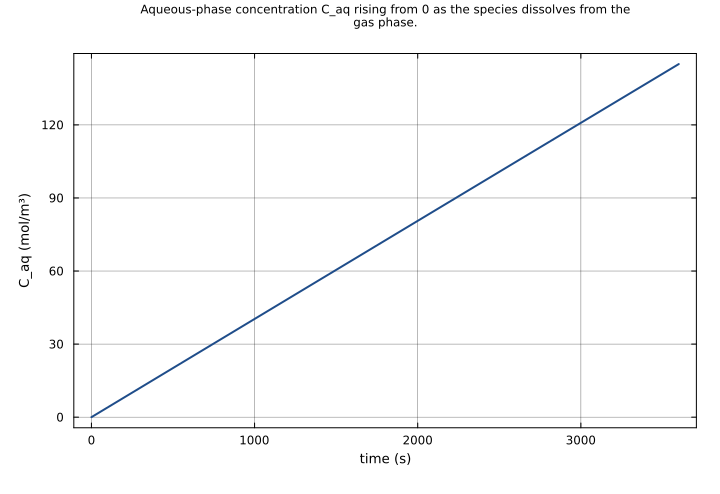 Aqueous-phase concentration C_aq rising from 0 as the species dissolves from the
gas phase.
120
90
60
30
0
C_aq (mol/m³)
0 1000 2000 3000
time (s)